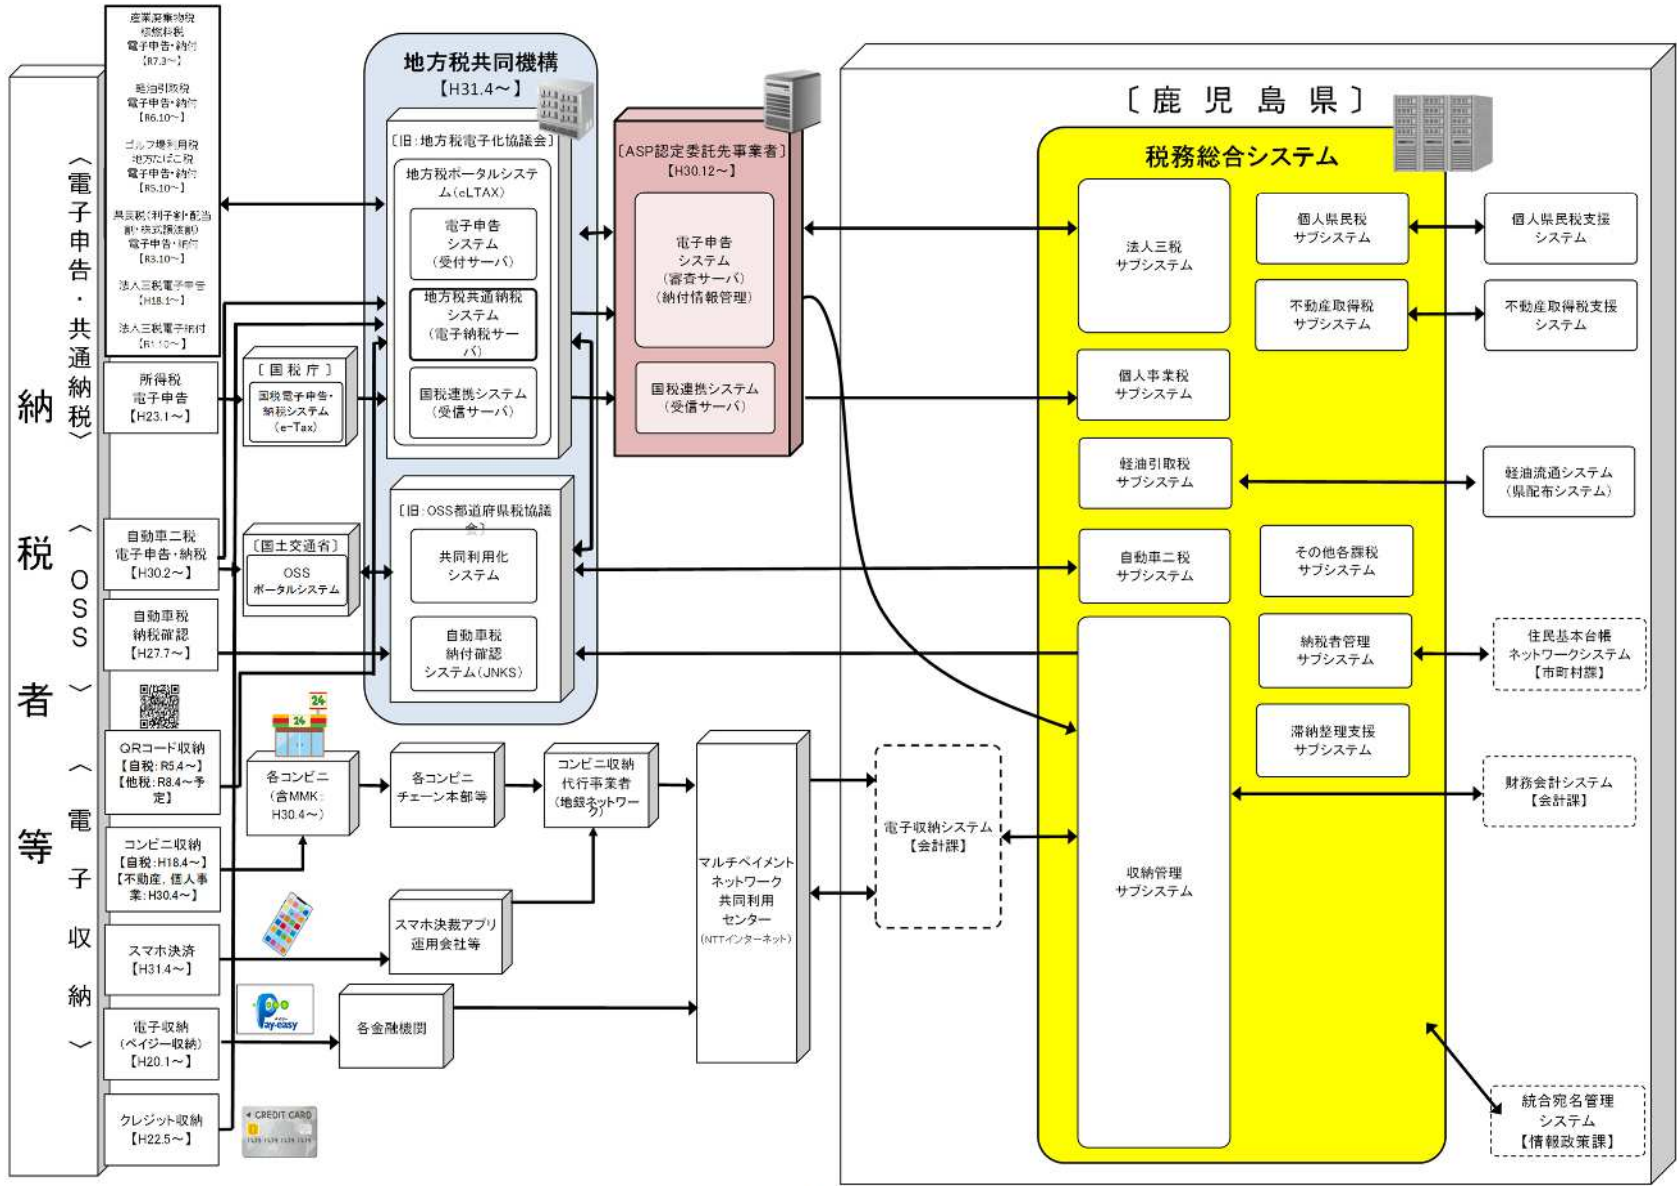 納税者等
〈電子申告・共通納税〉
〈OSS〉
〈電子収納〉
産業廃棄物税
核燃料税
電子申告・納付
【R7.3～】
軽油引取税
電子申告・納付
【R6.10～】
ゴルフ場利用税
地方たばこ税
電子申告・納付
【R5.10～】
県民税(利子割・配当
割・株式譲渡割)
電子申告・納付
【R3.10～】
法人三税電子申告
【H18.1～】
法人三税電子納付
【R1.10～】
所得税
電子申告
【H23.1～】
自動車二税
電子申告・納税
【H30.2～】
自動車税
納税確認
【H27.7～】
QRコード収納
【自税:R5.4～】
【他税:R8.4～予
定】
コンビニ収納
【自税:H18.4～】
【不動産,個人事
業:H30.4～】
スマホ決済
【H31.4～】
電子収納
(ペイジー収納)
【H20.1～】
クレジット収納
【H22.5～】
〔国税庁〕
国税電子申告・
納税システム
(e-Tax)
〔国土交通省〕
OSS
ポータルシステム
24
24
各コンビニ
(含MMK:
H30.4～)
Pay-easy
ペイジー
CREDIT CARD
各金融機関
地方税共同機構
【H31.4～】
〔旧:地方税電子化協議会〕
地方税ポータルシステ
ム(eLTAX)
電子申告
システム
(受付サーバ)
地方税共通納税
システム
(電子納税サー
バ)
国税連携システム
(受信サーバ)
〔旧:OSS都道府県税協議
会〕
共同利用化
システム
自動車税
納付確認
システム(JNKS)
各コンビニ
チェーン本部等
コンビニ収納
代行事業者
(地銀ネットワー
ク)
スマホ決裁アプリ
運用会社等
〔ASP認定委託先事業者〕
【H30.12～】
電子申告
システム
(審査サーバ)
(納付情報管理)
国税連携システム
(受信サーバ)
マルチペイメント
ネットワーク
共同利用
センター
(NTTインターネット)
電子収納システム
【会計課】
〔鹿児島県〕
税務総合システム
法人三税
サブシステム
個人事業税
サブシステム
軽油引取税
サブシステム
自動車二税
サブシステム
収納管理
サブシステム
個人県民税
サブシステム
不動産取得税
サブシステム
その他各課税
サブシステム
納税者管理
サブシステム
滞納整理支援
サブシステム
個人県民税支援
システム
不動産取得税支援
システム
軽油流通システム
(県配布システム)
住民基本台帳
ネットワークシステム
【市町村課】
財務会計システム
【会計課】
統合宛名管理
システム
【情報政策課】